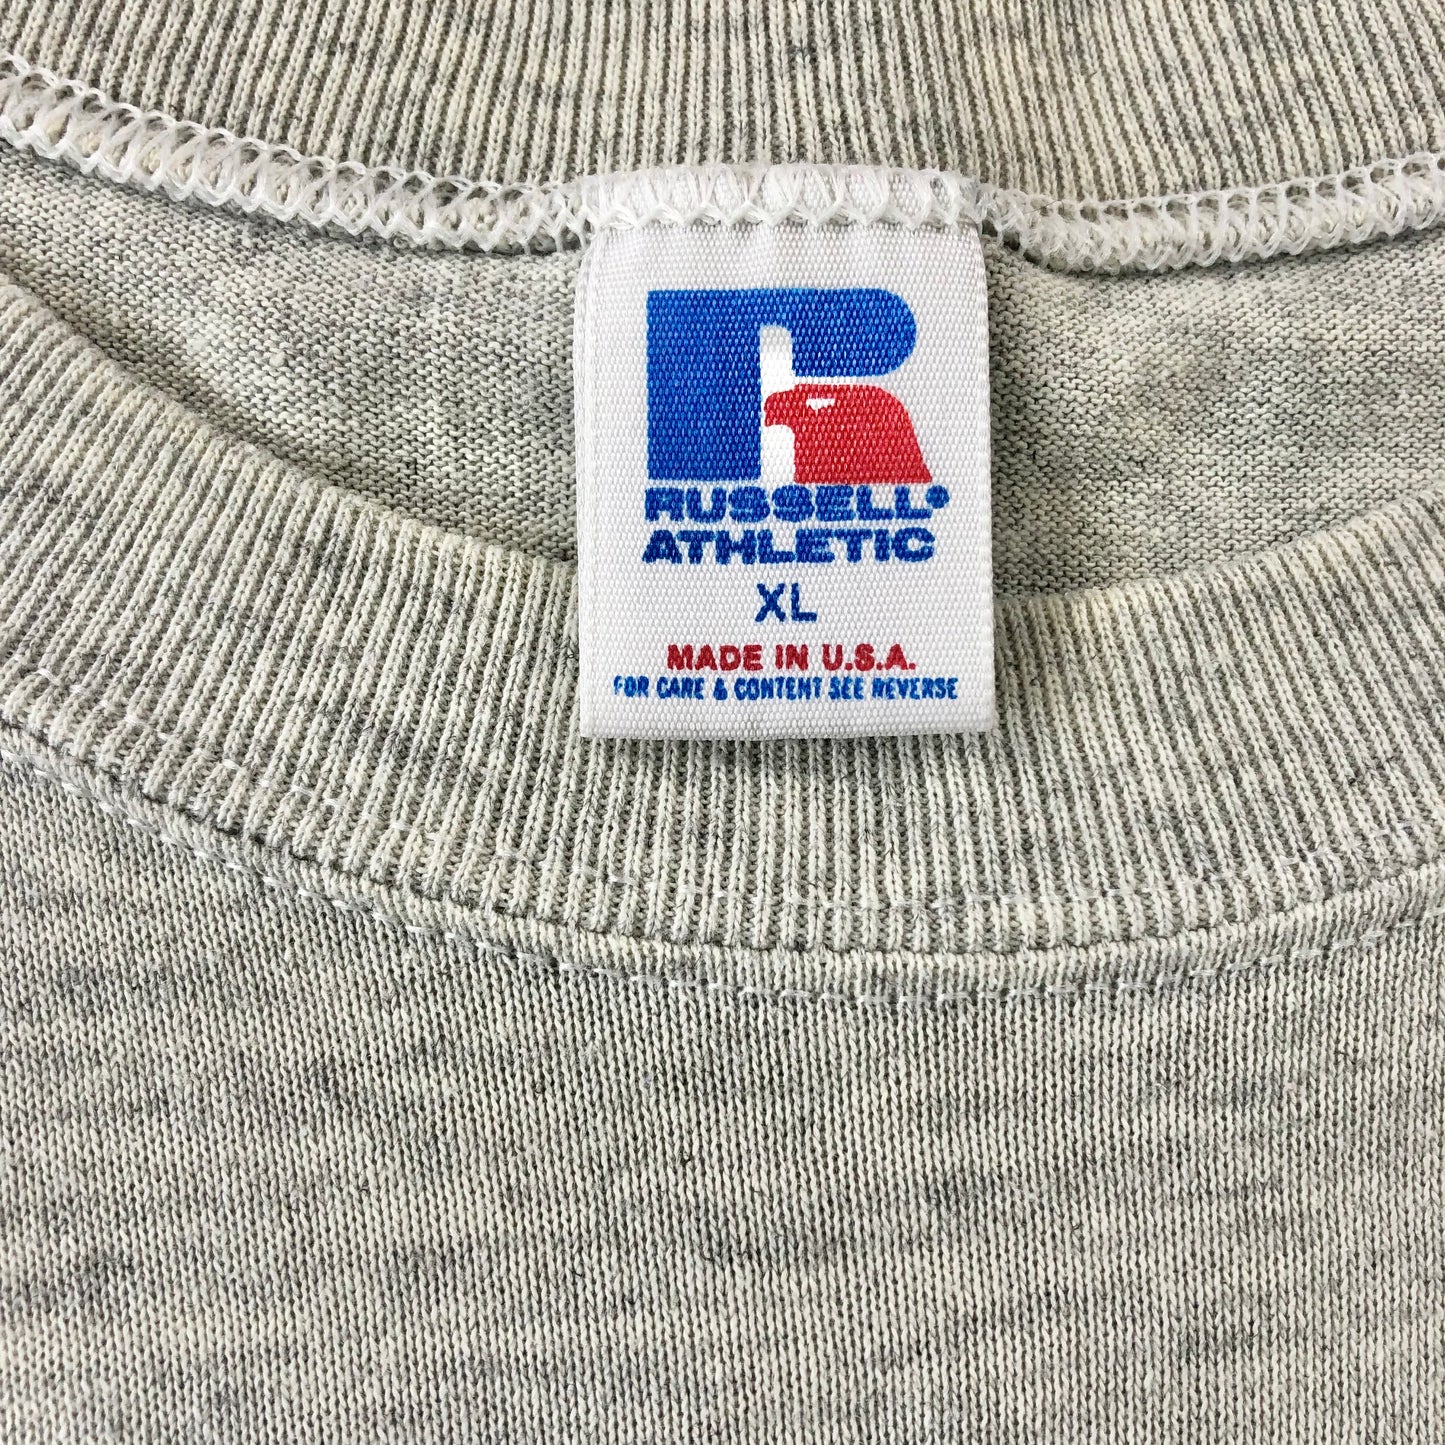 RUSSELL®
ATHLETIC
XL
MADE IN U.S.A.
FOR CARE & CONTENT SEE REVERSE